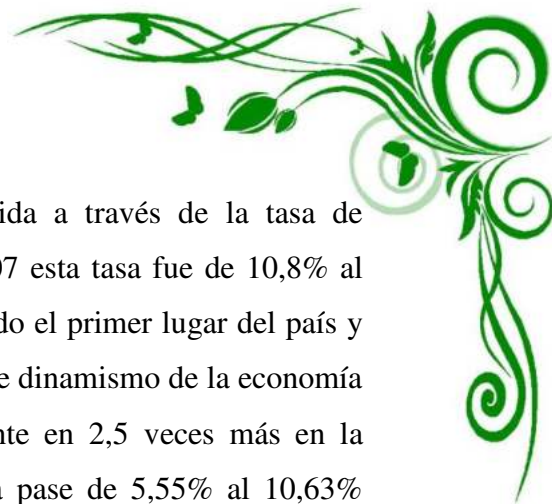 ida a través de la tasa de
07 esta tasa fue de 10,8% al
do el primer lugar del país y
e dinamismo de la economía
nte en 2,5 veces más en la
a pase de 5,55% al 10,63%